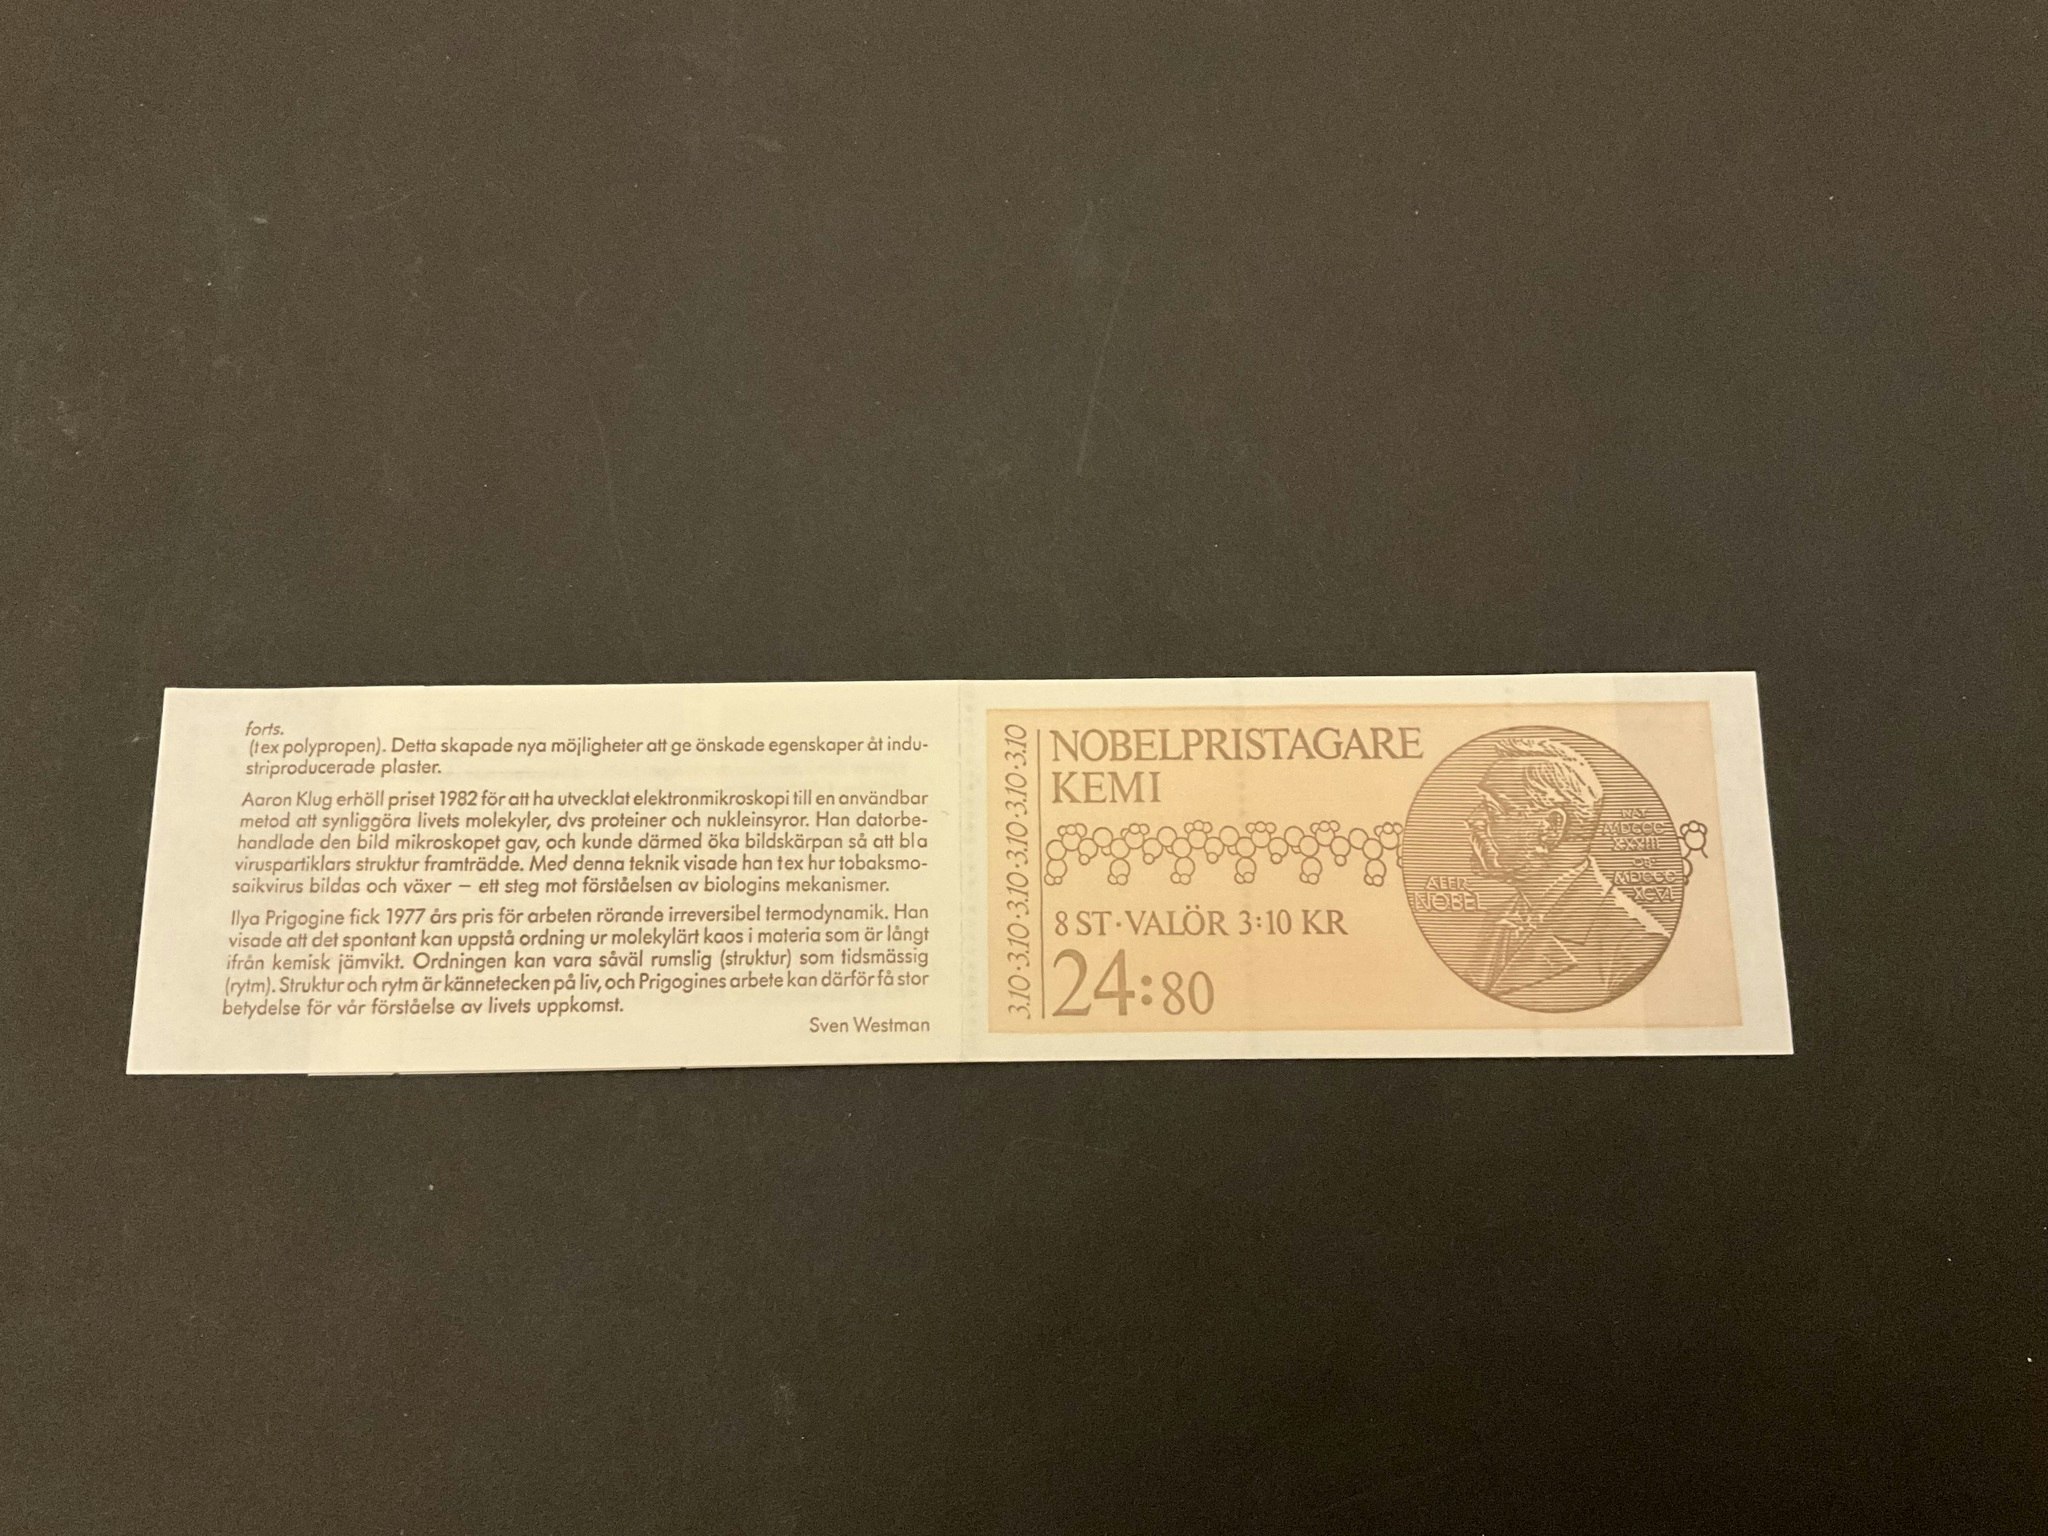 forts.
(tex polypropen). Detta skapade nya möjligheter att ge önskade egenskaper åt indu-
striproducerade plaster.
Aaron Klug erhöll priset 1982 för att ha utvecklat elektronmikroskopi till en användbar
metod att synliggöra livets molekyler, dvs proteiner och nukleinsyror. Han datorbe-
handlade den bild mikroskopet gav, och kunde därmed öka bildskärpan så att bl a
viruspartiklars struktur framträdde. Med denna teknik visade han tex hur tobaksmo-
saikvirus bildas och växer – ett steg mot förståelsen av biologins mekanismer.
Ilya Prigogine fick 1977 års pris för arbeten rörande irreversibel termodynamik. Han
visade att det spontant kan uppstå ordning ur molekylärt kaos i materia som är långt
ifrån kemisk jämvikt. Ordningen kan vara såväl rumslig (struktur) som tidsmässig
(rytm). Struktur och rytm är kännetecken på liv, och Prigogines arbete kan därför få stor
betydelse för vår förståelse av livets uppkomst.
Sven Westman
3.10·3.10·3.10·3.10·3.10·3.10·3.10
NOBELPRISTAGARE
KEMI
8 ST·VALÖR 3:10 KR
24:80
ALFR·
NOBEL
NAT·
MDCCC
XXXIII
OB·
MDCCC
XCVI